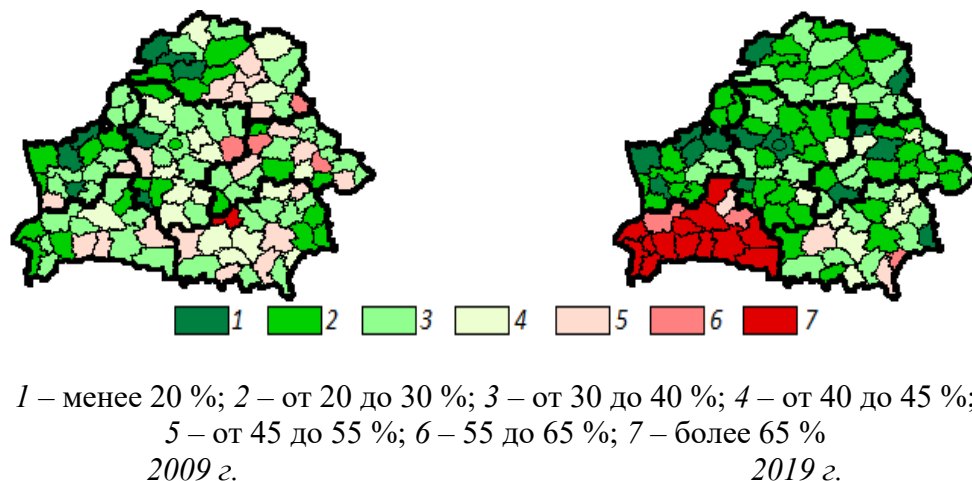 1 2 3 4 5 6 7
1 – менее 20 %; 2 – от 20 до 30 %; 3 – от 30 до 40 %; 4 – от 40 до 45 %;
5 – от 45 до 55 %; 6 – 55 до 65 %; 7 – более 65 %
2009 г. 2019 г.